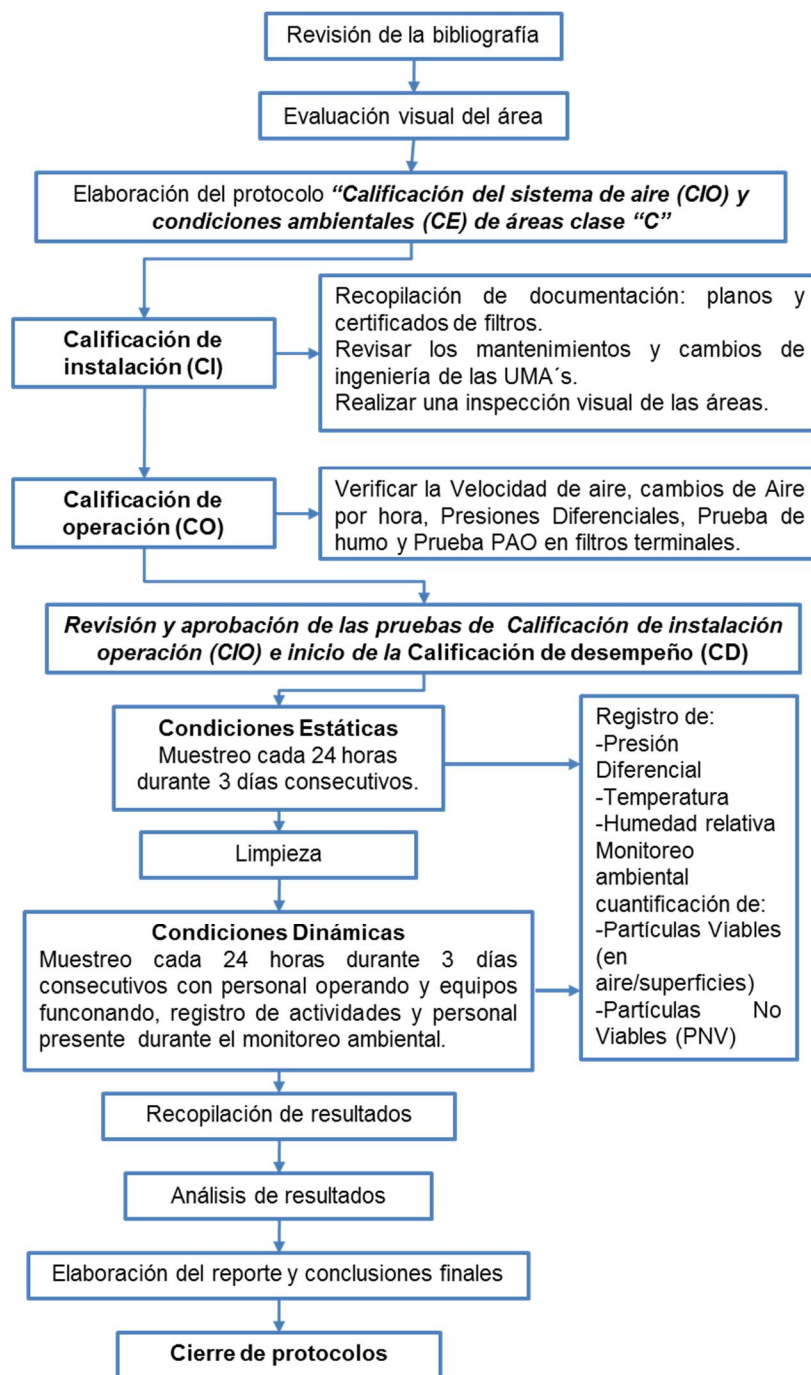 Revisión de la bibliografía
Evaluación visual del área
Elaboración del protocolo “Calificación del sistema de aire (CIO) y
condiciones ambientales (CE) de áreas clase “C”
Calificación de
instalación (CI)
Recopilación de documentación: planos y
certificados de filtros.
Revisar los mantenimientos y cambios de
ingeniería de las UMA´s.
Realizar una inspección visual de las áreas.
Calificación de
operación (CO)
Verificar la Velocidad de aire, cambios de Aire
por hora, Presiones Diferenciales, Prueba de
humo y Prueba PAO en filtros terminales.
Revisión y aprobación de las pruebas de Calificación de instalación
operación (CIO) e inicio de la Calificación de desempeño (CD)
Condiciones Estáticas
Muestreo cada 24 horas
durante 3 días consecutivos.
Registro de:
-Presión
Diferencial
-Temperatura
-Humedad relativa
Monitoreo
ambiental
cuantificación de:
-Partículas Viables
(en
aire/superficies)
-Partículas No
Viables (PNV)
Limpieza
Condiciones Dinámicas
Muestreo cada 24 horas durante 3 días
consecutivos con personal operando y equipos
funconando, registro de actividades y personal
presente durante el monitoreo ambiental.
Recopilación de resultados
Análisis de resultados
Elaboración del reporte y conclusiones finales
Cierre de protocolos